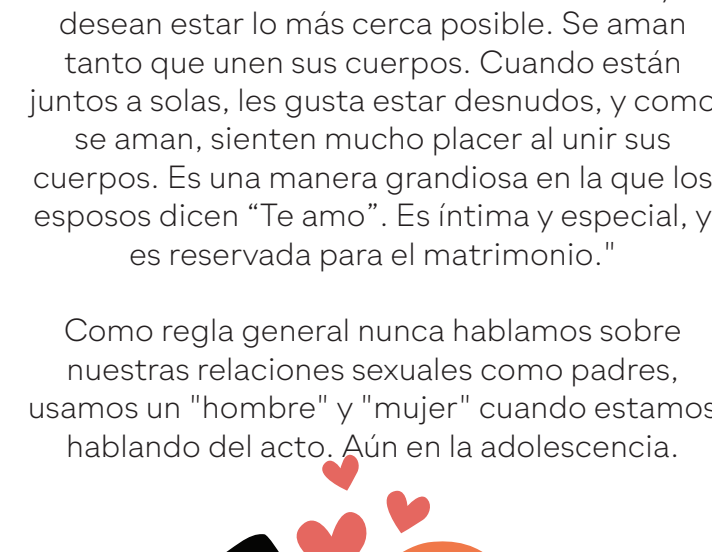 desean estar lo más cerca posible. Se aman
tanto que unen sus cuerpos. Cuando están
juntos a solas, les gusta estar desnudos, y como
se aman, sienten mucho placer al unir sus
cuerpos. Es una manera grandiosa en la que los
esposos dicen “Te amo”. Es íntima y especial, y
es reservada para el matrimonio."
Como regla general nunca hablamos sobre
nuestras relaciones sexuales como padres,
usamos un "hombre" y "mujer" cuando estamos
hablando del acto. Aún en la adolescencia.